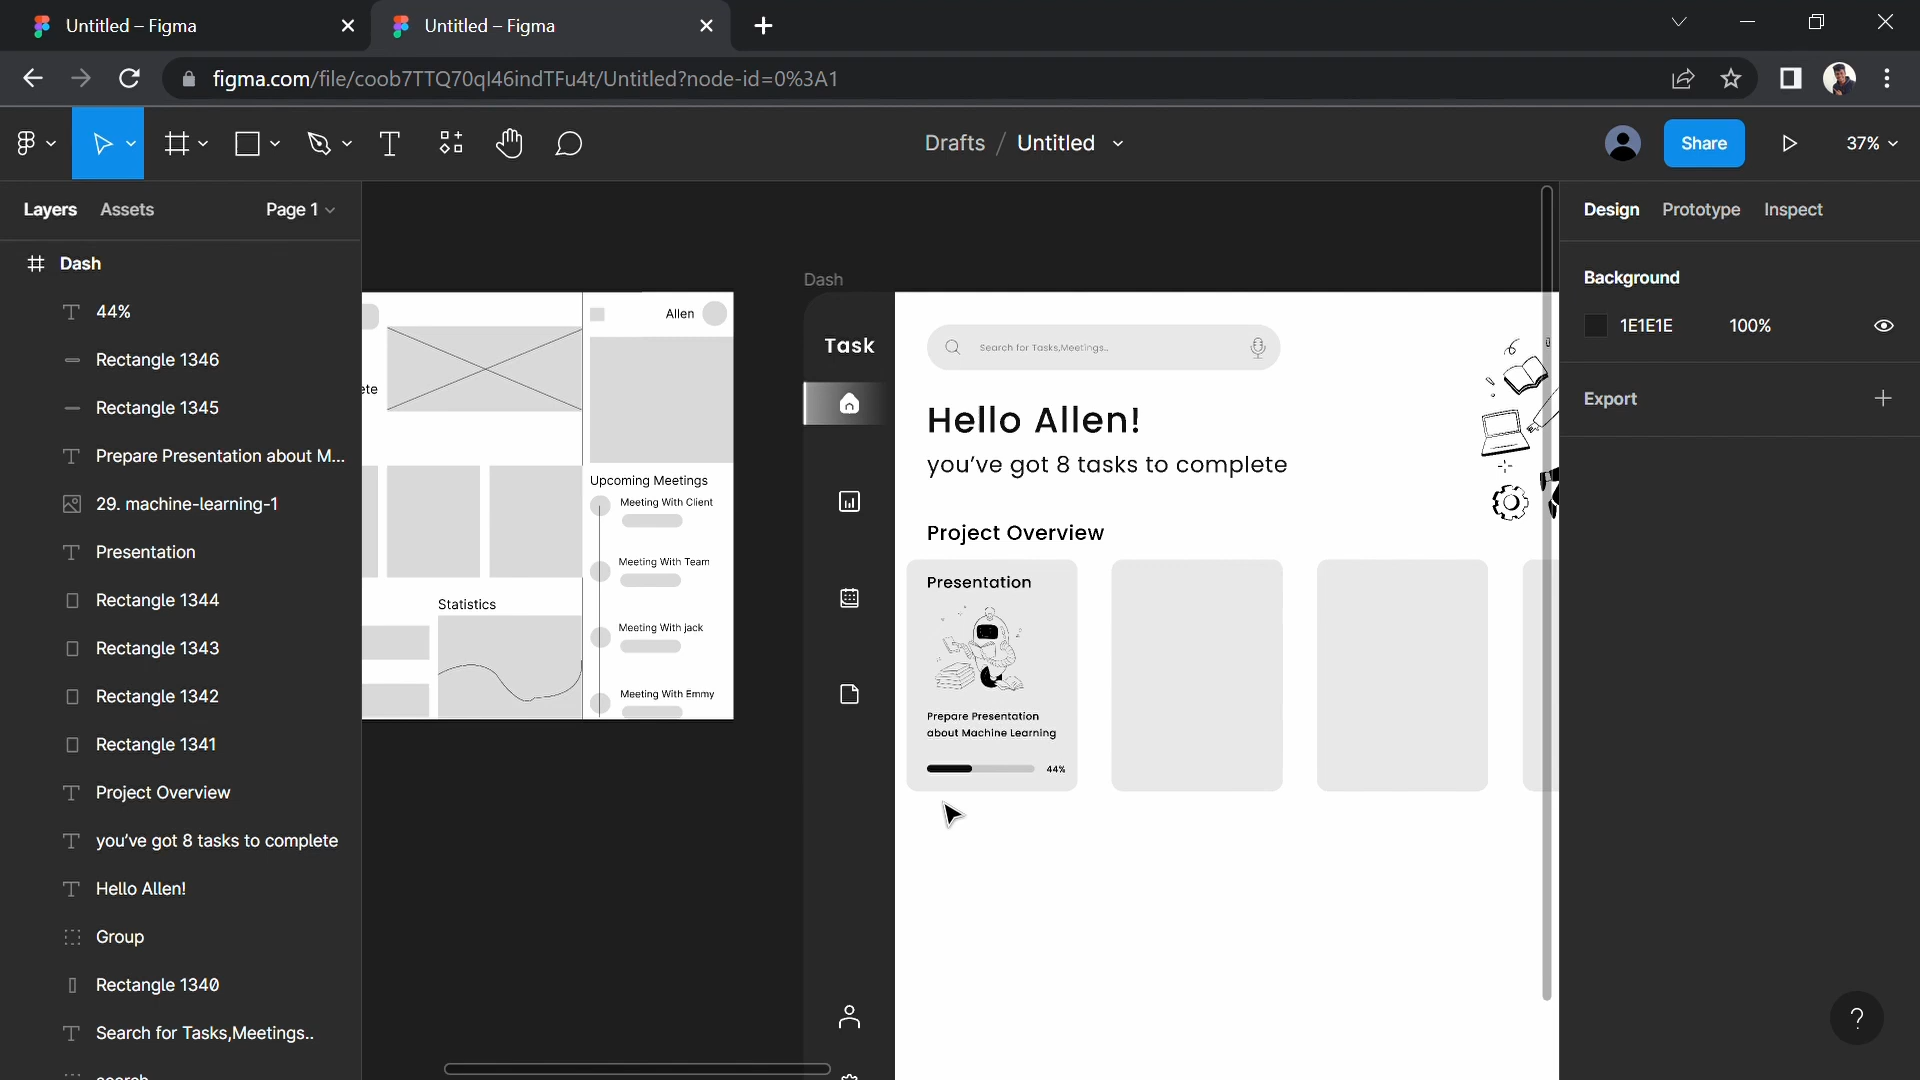 Untitled – Figma
Untitled – Figma
figma.com/file/coob7TTQ70ql46indTFu4t/Untitled?node-id=0%3A1
Drafts / Untitled
Share
37%
Layers
Assets
Page 1
Design
Prototype
Inspect
Dash
44%
Rectangle 1346
Rectangle 1345
Prepare Presentation about M...
29. machine-learning-1
Presentation
Rectangle 1344
Rectangle 1343
Rectangle 1342
Rectangle 1341
Project Overview
you’ve got 8 tasks to complete
Hello Allen!
Group
Rectangle 1340
Search for Tasks,Meetings..
search
Allen
ete
Upcoming Meetings
Meeting With Client
Meeting With Team
Statistics
Meeting With jack
Meeting With Emmy
Dash
Task
Search for Tasks,Meetings..
Hello Allen!
you’ve got 8 tasks to complete
Project Overview
Presentation
Prepare Presentation
about Machine Learning
44%
Background
1E1E1E
100%
Export
?